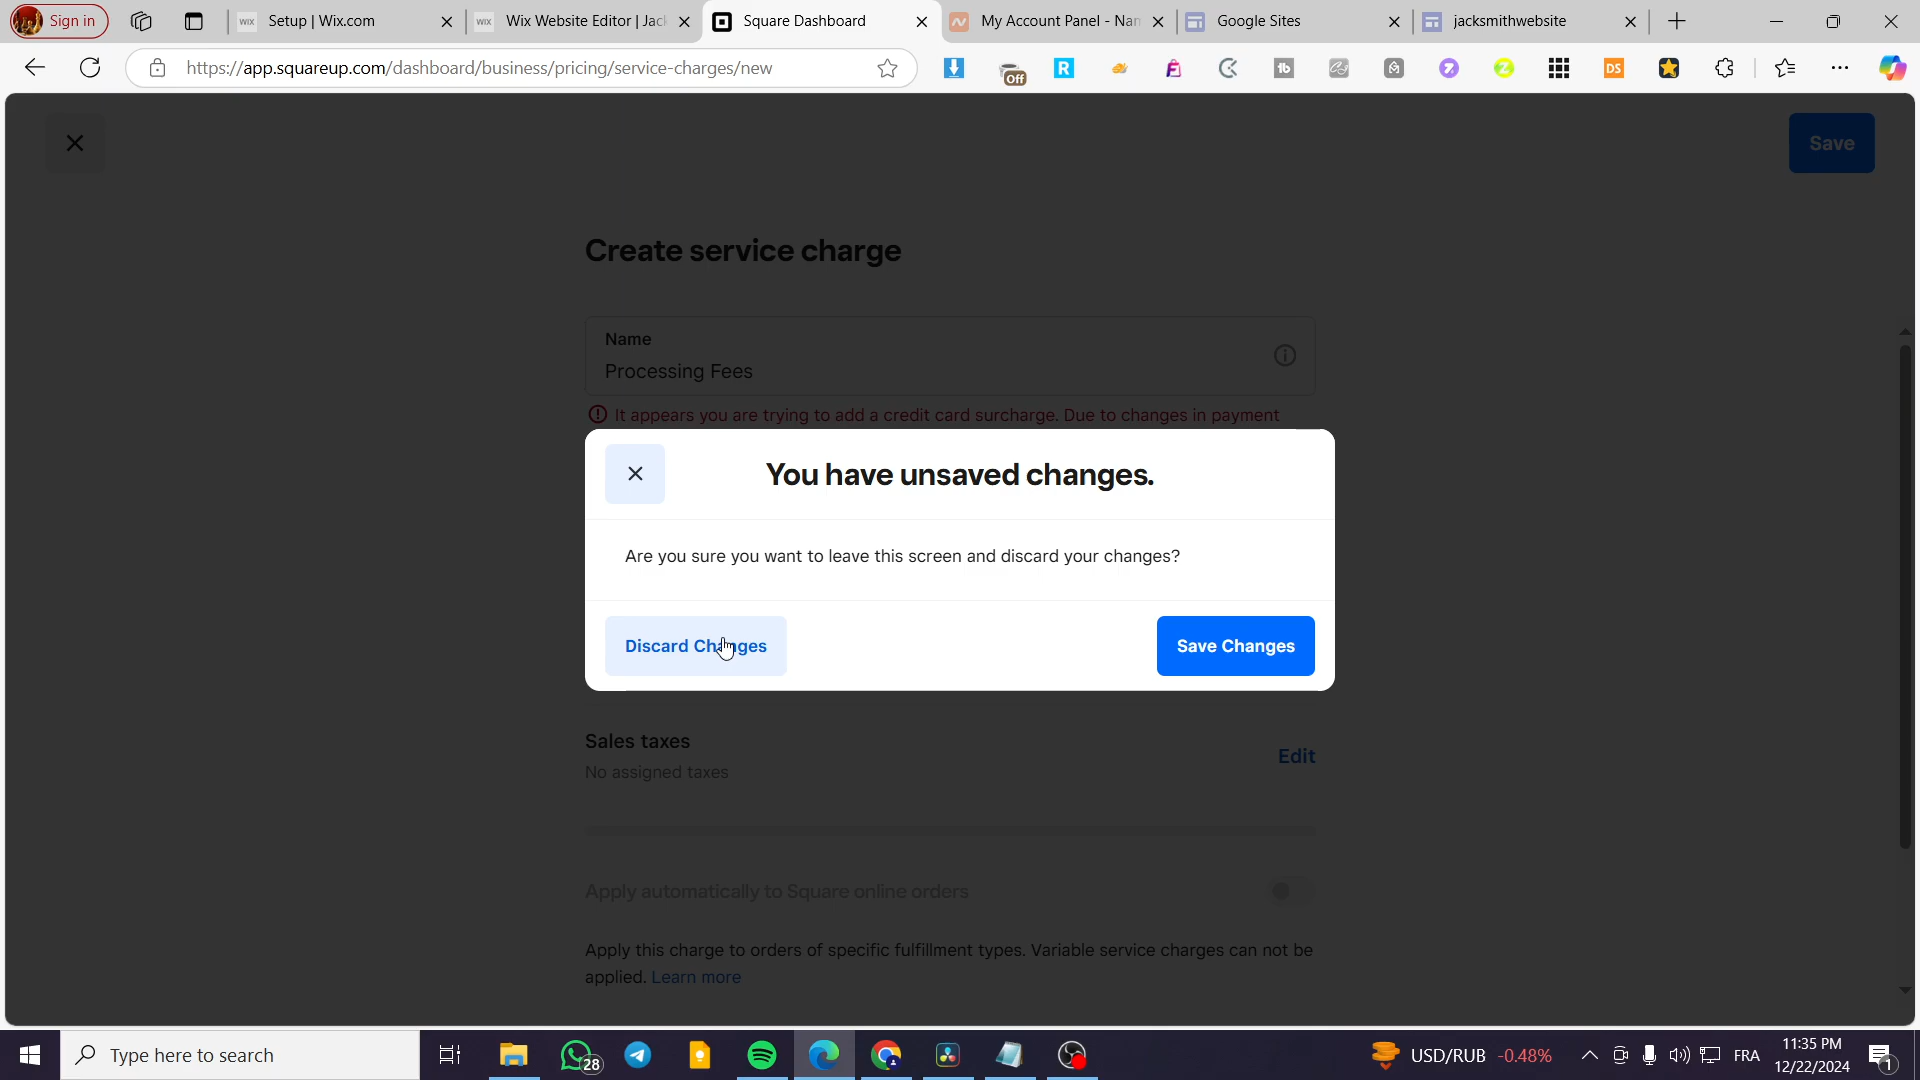 Sign in
Setup | Wix.com
Wix Website Editor | Jack
Square Dashboard
My Account Panel - Nam
Google Sites
jacksmithwebsite
https://app.squareup.com/dashboard/business/pricing/service-charges/new
Off
R
tb
DS
Save
Create service charge
Name
Processing Fees
It appears you are trying to add a credit card surcharge. Due to changes in payment
You have unsaved changes.
Are you sure you want to leave this screen and discard your changes?
Discard Changes
Save Changes
Sales taxes
No assigned taxes
Edit
Apply automatically to Square online orders
Apply this charge to orders of specific fulfillment types. Variable service charges can not be
applied. Learn more
Type here to search
28
USD/RUB -0.48%
FRA
11:35 PM
12/22/2024
1